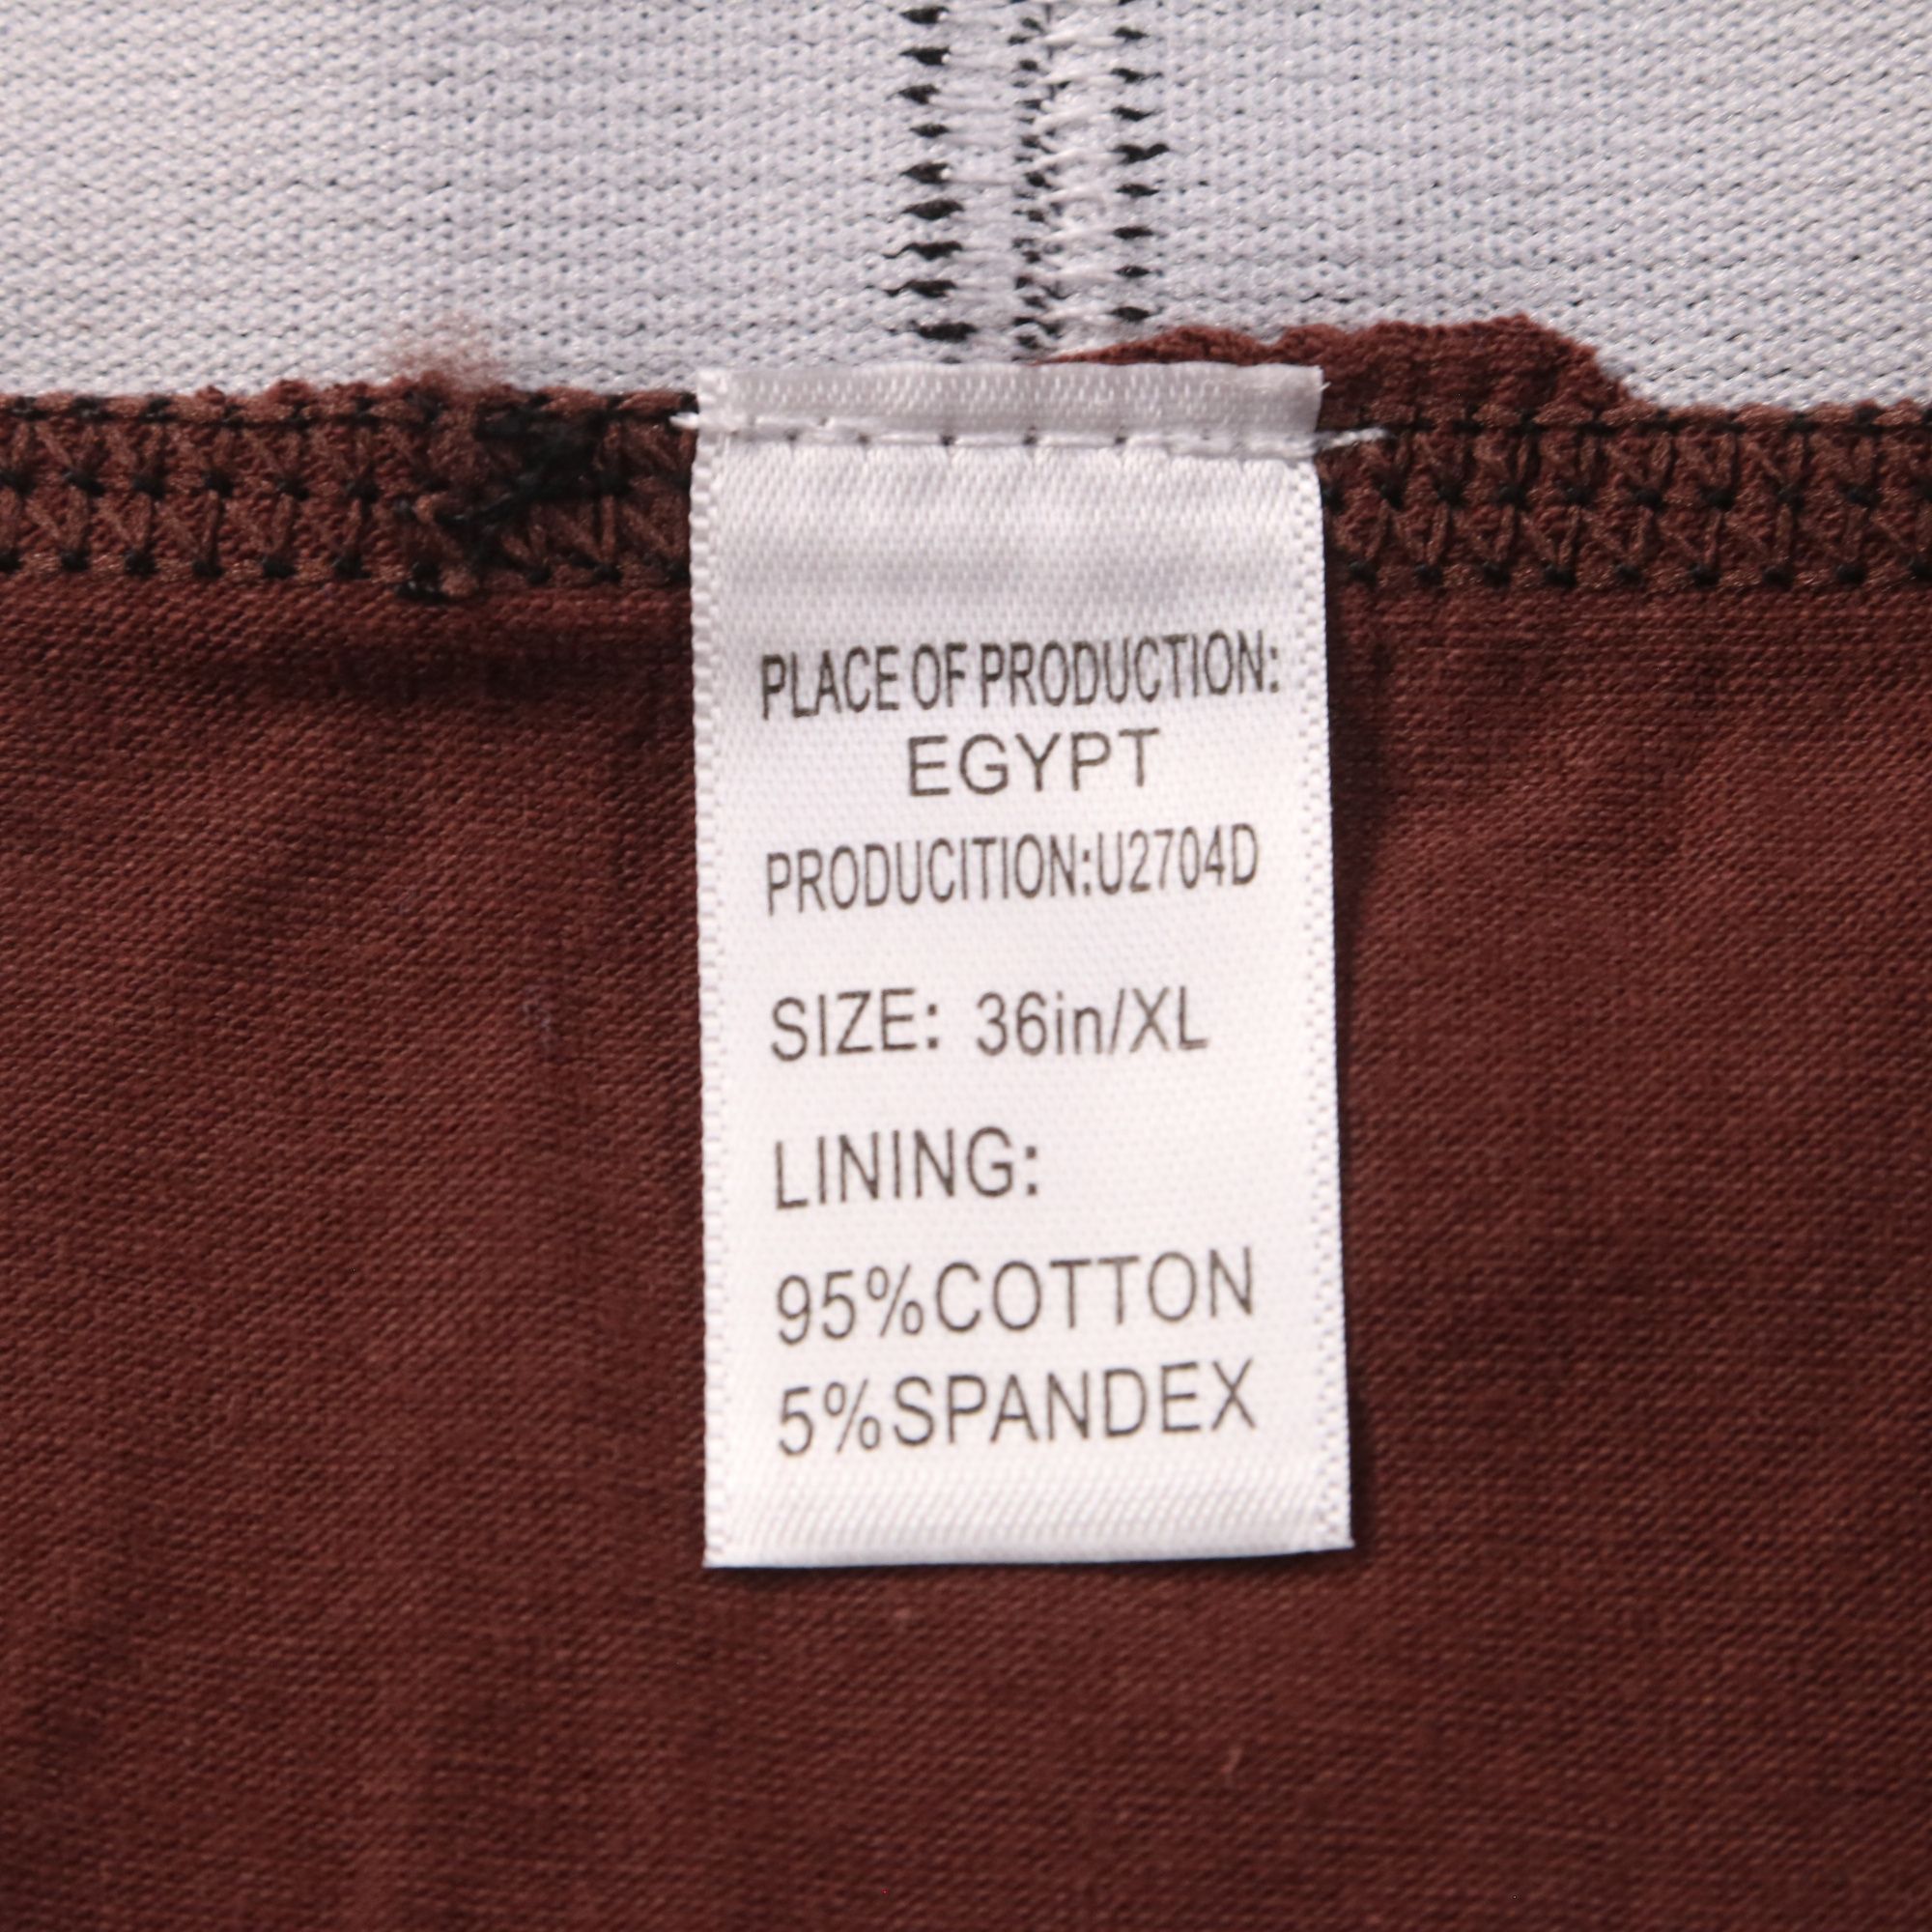 PLACE OF PRODUCTION:
EGYPT
PRODUCITION:U2704D
SIZE: 36in/XL
LINING:
95%COTTON
5%SPANDEX